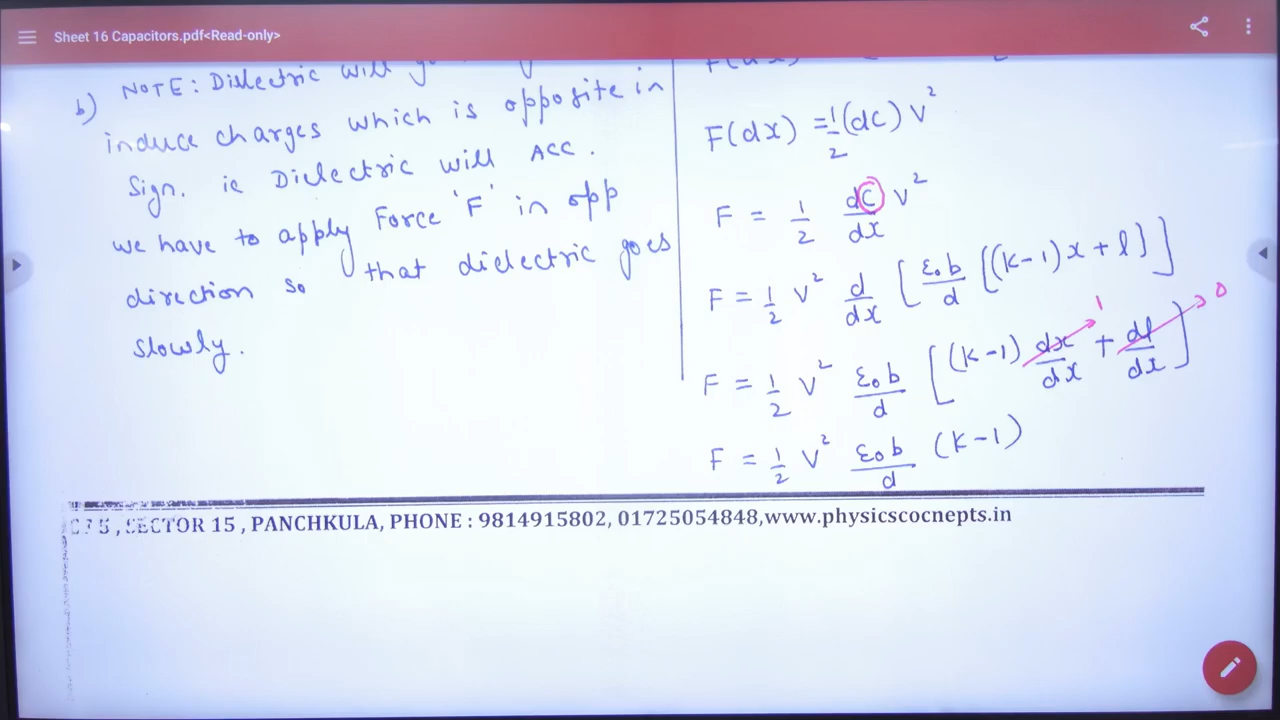 Sheet 16 Capacitors.pdf<Read-only>
NOTE: Dielectric will
b)
induce charges which is opposite in
Sign. ie Dielectric will Acc.
we have to apply Force 'F' in opp
direction so that dielectric goes
slowly.
F(dx) = 1/2 (dC) V²
F = 1/2 dC/dx V²
F = 1/2 V² d/dx [ε₀b/d [(K-1)x + l]]
F = 1/2 V² ε₀b/d [(K-1) dx/dx + dl/dx] 1 0
F = 1/2 V² ε₀b/d (K-1)
, SECTOR 15 , PANCHKULA, PHONE : 9814915802, 01725054848,www.physicscocnepts.in